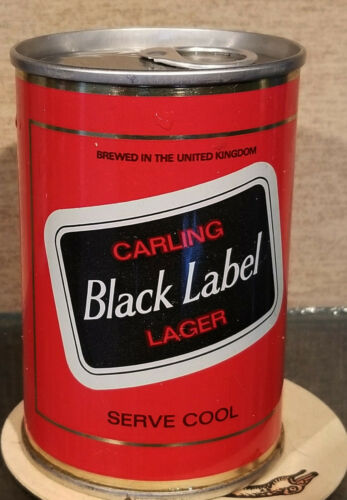 BREWED IN THE UNITED KINGDOM
CARLING
Black Label
LAGER
SERVE COOL